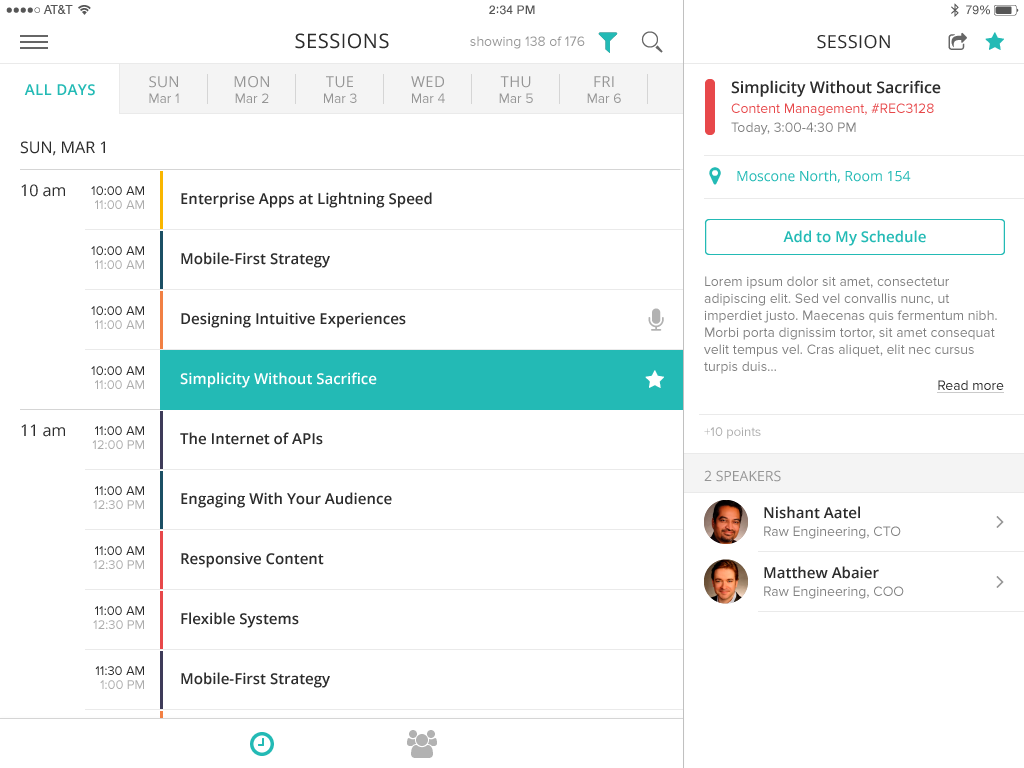 AT&T
2:34 PM
79%
SESSIONS
showing 138 of 176
ALL DAYS
SUN
Mar 1
MON
Mar 2
TUE
Mar 3
WED
Mar 4
THU
Mar 5
FRI
Mar 6
SUN, MAR 1
10 am
10:00 AM
11:00 AM
Enterprise Apps at Lightning Speed
10:00 AM
11:00 AM
Mobile-First Strategy
10:00 AM
11:00 AM
Designing Intuitive Experiences
10:00 AM
11:00 AM
Simplicity Without Sacrifice
11 am
11:00 AM
12:00 PM
The Internet of APIs
11:00 AM
12:30 PM
Engaging With Your Audience
11:00 AM
12:30 PM
Responsive Content
11:00 AM
12:30 PM
Flexible Systems
11:30 AM
1:00 PM
Mobile-First Strategy
SESSION
Simplicity Without Sacrifice
Content Management, #REC3128
Today, 3:00-4:30 PM
Moscone North, Room 154
Add to My Schedule
Lorem ipsum dolor sit amet, consectetur
adipiscing elit. Sed vel convallis nunc, ut
imperdiet justo. Maecenas quis fermentum nibh.
Morbi porta dignissim tortor, sit amet consequat
velit tempus vel. Cras aliquet, elit nec cursus
turpis duis...
Read more
+10 points
2 SPEAKERS
Nishant Aatel
Raw Engineering, CTO
Matthew Abaier
Raw Engineering, COO